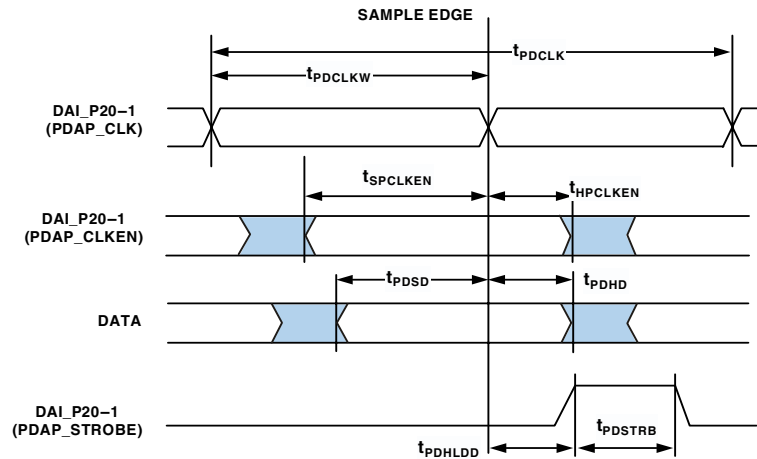 SAMPLE EDGE
tPDCLK
tPDCLKW
DAI_P20–1
(PDAP_CLK)
tSPCLKEN
tHPCLKEN
DAI_P20–1
(PDAP_CLKEN)
tPDSD
tPDHD
DATA
DAI_P20–1
(PDAP_STROBE)
tPDSTRB
tPDHLDD